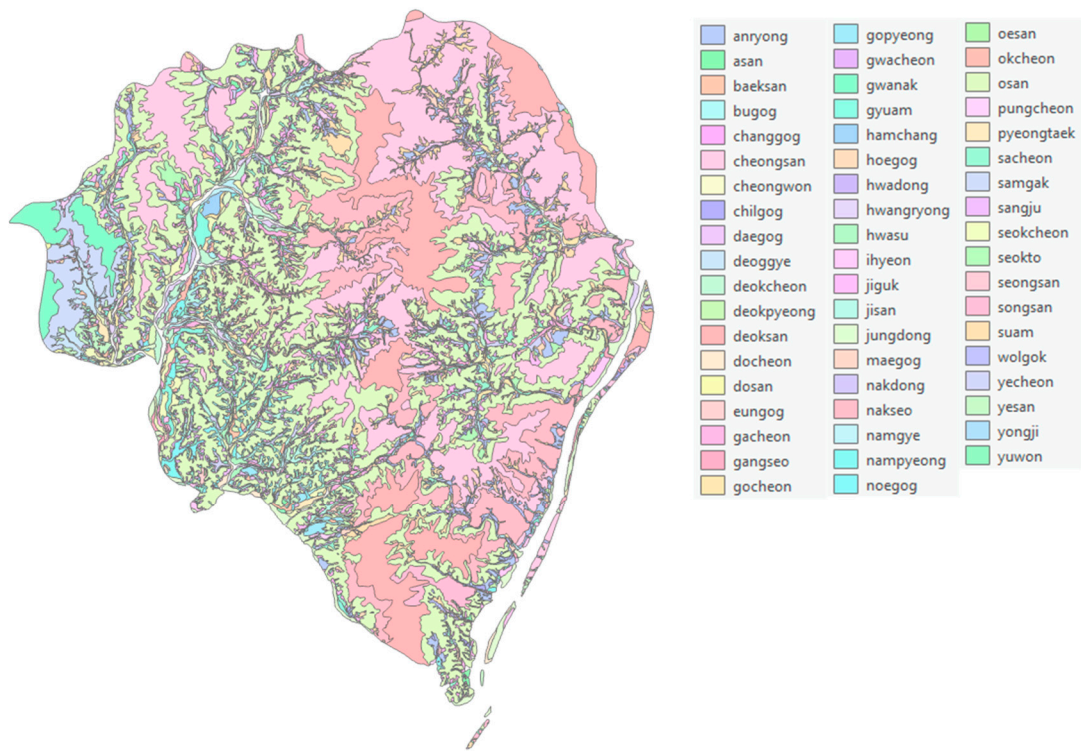 anryong
asan
baeksan
bugog
changgog
cheongsan
cheongwon
chilgog
daegog
deoggye
deokcheon
deokpyeong
deoksan
docheon
dosan
eungog
gacheon
gangseo
gocheon
gopyeong
gwacheon
gwanak
gyuam
hamchang
hoegog
hwadong
hwangryong
hwasu
ihyeon
jiguk
jisan
jungdong
maegog
nakdong
nakseo
namgye
nampyeong
noegog
oesan
okcheon
osan
pungcheon
pyeongtaek
sacheon
samgak
sangju
seokcheon
seokto
seongsan
songsan
suam
wolgok
yecheon
yesan
yongji
yuwon